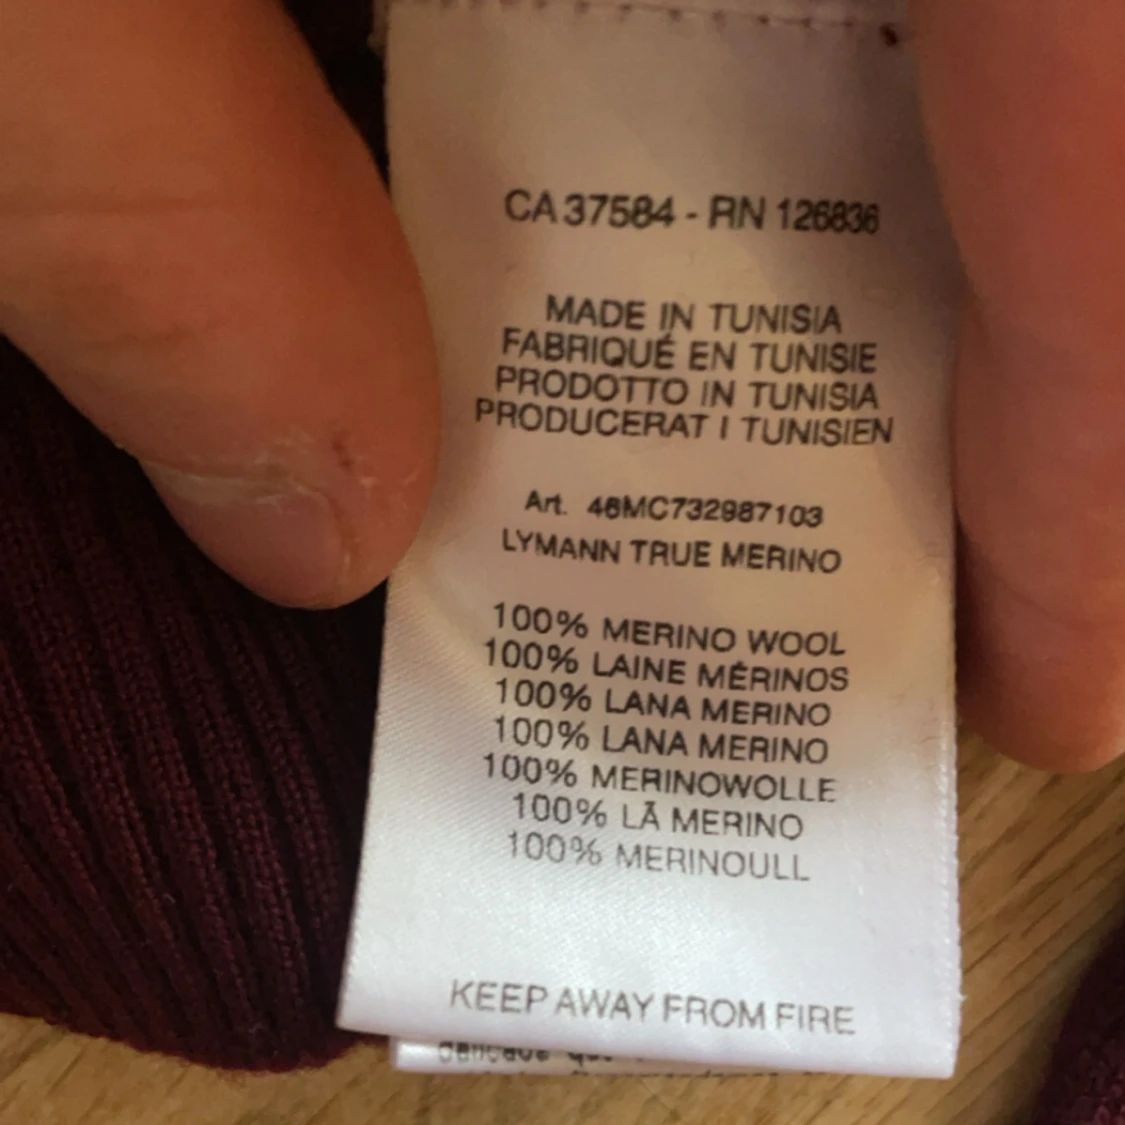 CA 37584 - RN 126836
MADE IN TUNISIA
FABRIQUÉ EN TUNISIE
PRODOTTO IN TUNISIA
PRODUCERAT I TUNISIEN
Art. 46MC732987103
LYMANN TRUE MERINO
100% MERINO WOOL
100% LAINE MÉRINOS
100% LANA MERINO
100% LANA MERINO
100% MERINOWOLLE
100% LÃ MERINO
100% MERINOULL
KEEP AWAY FROM FIRE